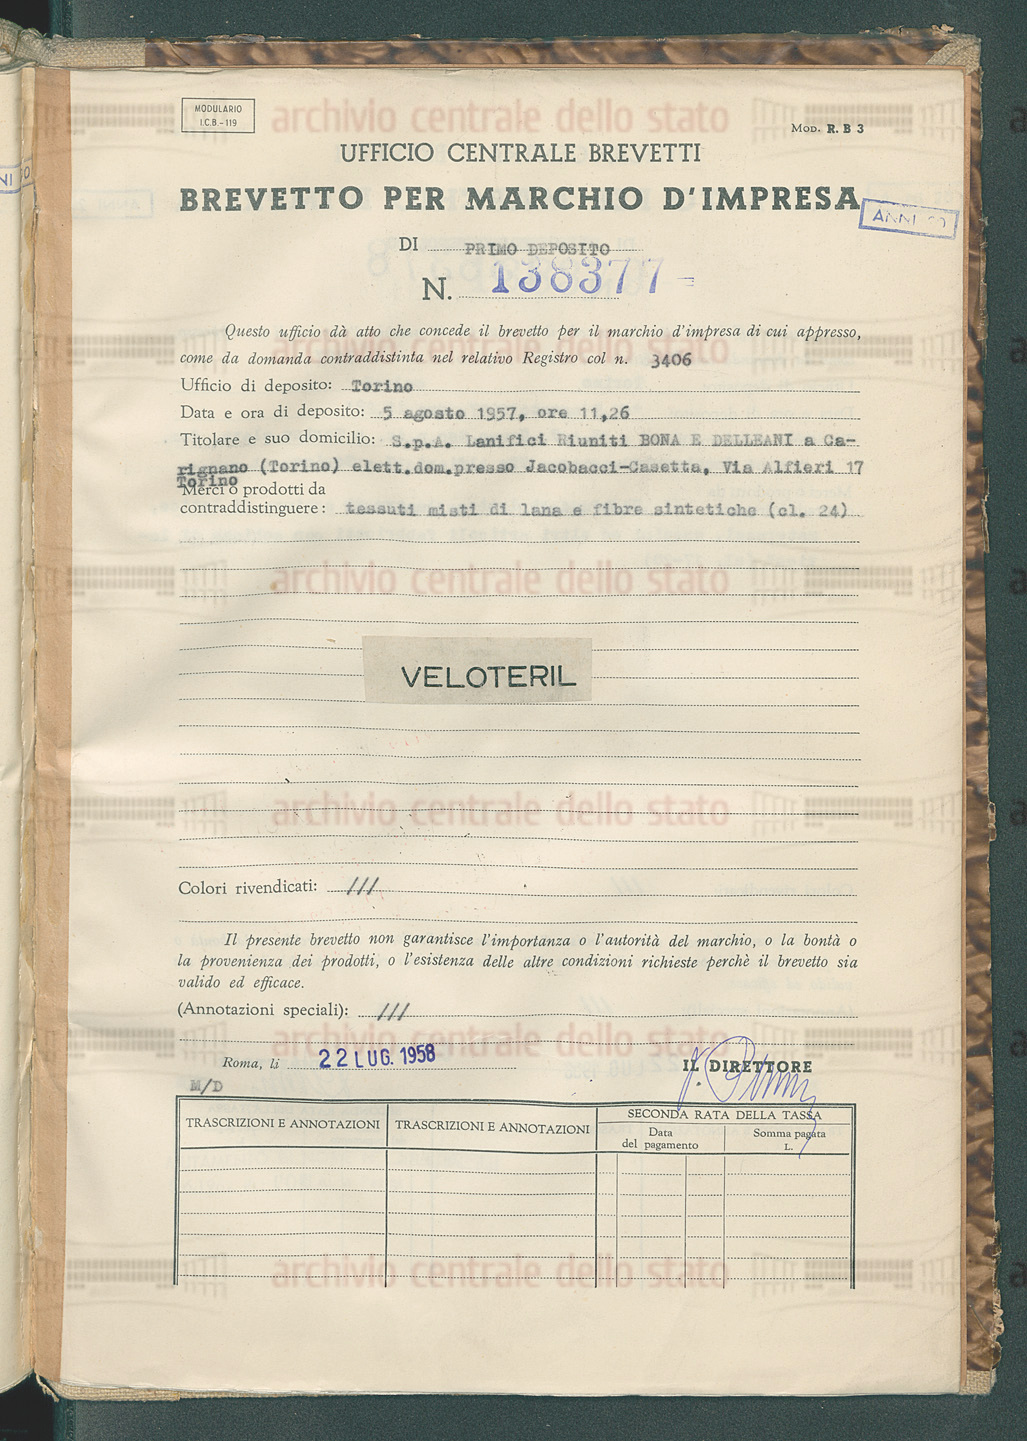 MODULARIO
I.C.B. - 119
MOD. R. B 3
UFFICIO CENTRALE BREVETTI
BREVETTO PER MARCHIO D'IMPRESA
ANNI 20
DI PRIMO DEPOSITO
N. 138377
Questo ufficio dà atto che concede il brevetto per il marchio d'impresa di cui appresso,
come da domanda contraddistinta nel relativo Registro col n. 3406
Ufficio di deposito: Torino
Data e ora di deposito: 5 agosto 1957, ore 11,26
Titolare e suo domicilio: S.p.A. Lanifici Riuniti BONA E DELLEANI a Ca-
rignano (Torino) elett.dom.presso Jacobacci-Casetta, Via Alfieri 17
Torino
Merci o prodotti da
contraddistinguere: tessuti misti di lana e fibre sintetiche (cl. 24)
VELOTERIL
Colori rivendicati: ///
Il presente brevetto non garantisce l'importanza o l'autorità del marchio, o la bontà o
la provenienza dei prodotti, o l'esistenza delle altre condizioni richieste perchè il brevetto sia
valido ed efficace.
(Annotazioni speciali): ///
Roma, li 22 LUG. 1958
IL DIRETTORE
M/D
TRASCRIZIONI E ANNOTAZIONI
TRASCRIZIONI E ANNOTAZIONI
SECONDA RATA DELLA TASSA
Data
del pagamento
Somma pagata
L.
archivio centrale dello stato
archivio centrale dello stato
archivio centrale dello stato
archivio centrale dello stato
archivio centrale dello stato
archivio centrale dello stato